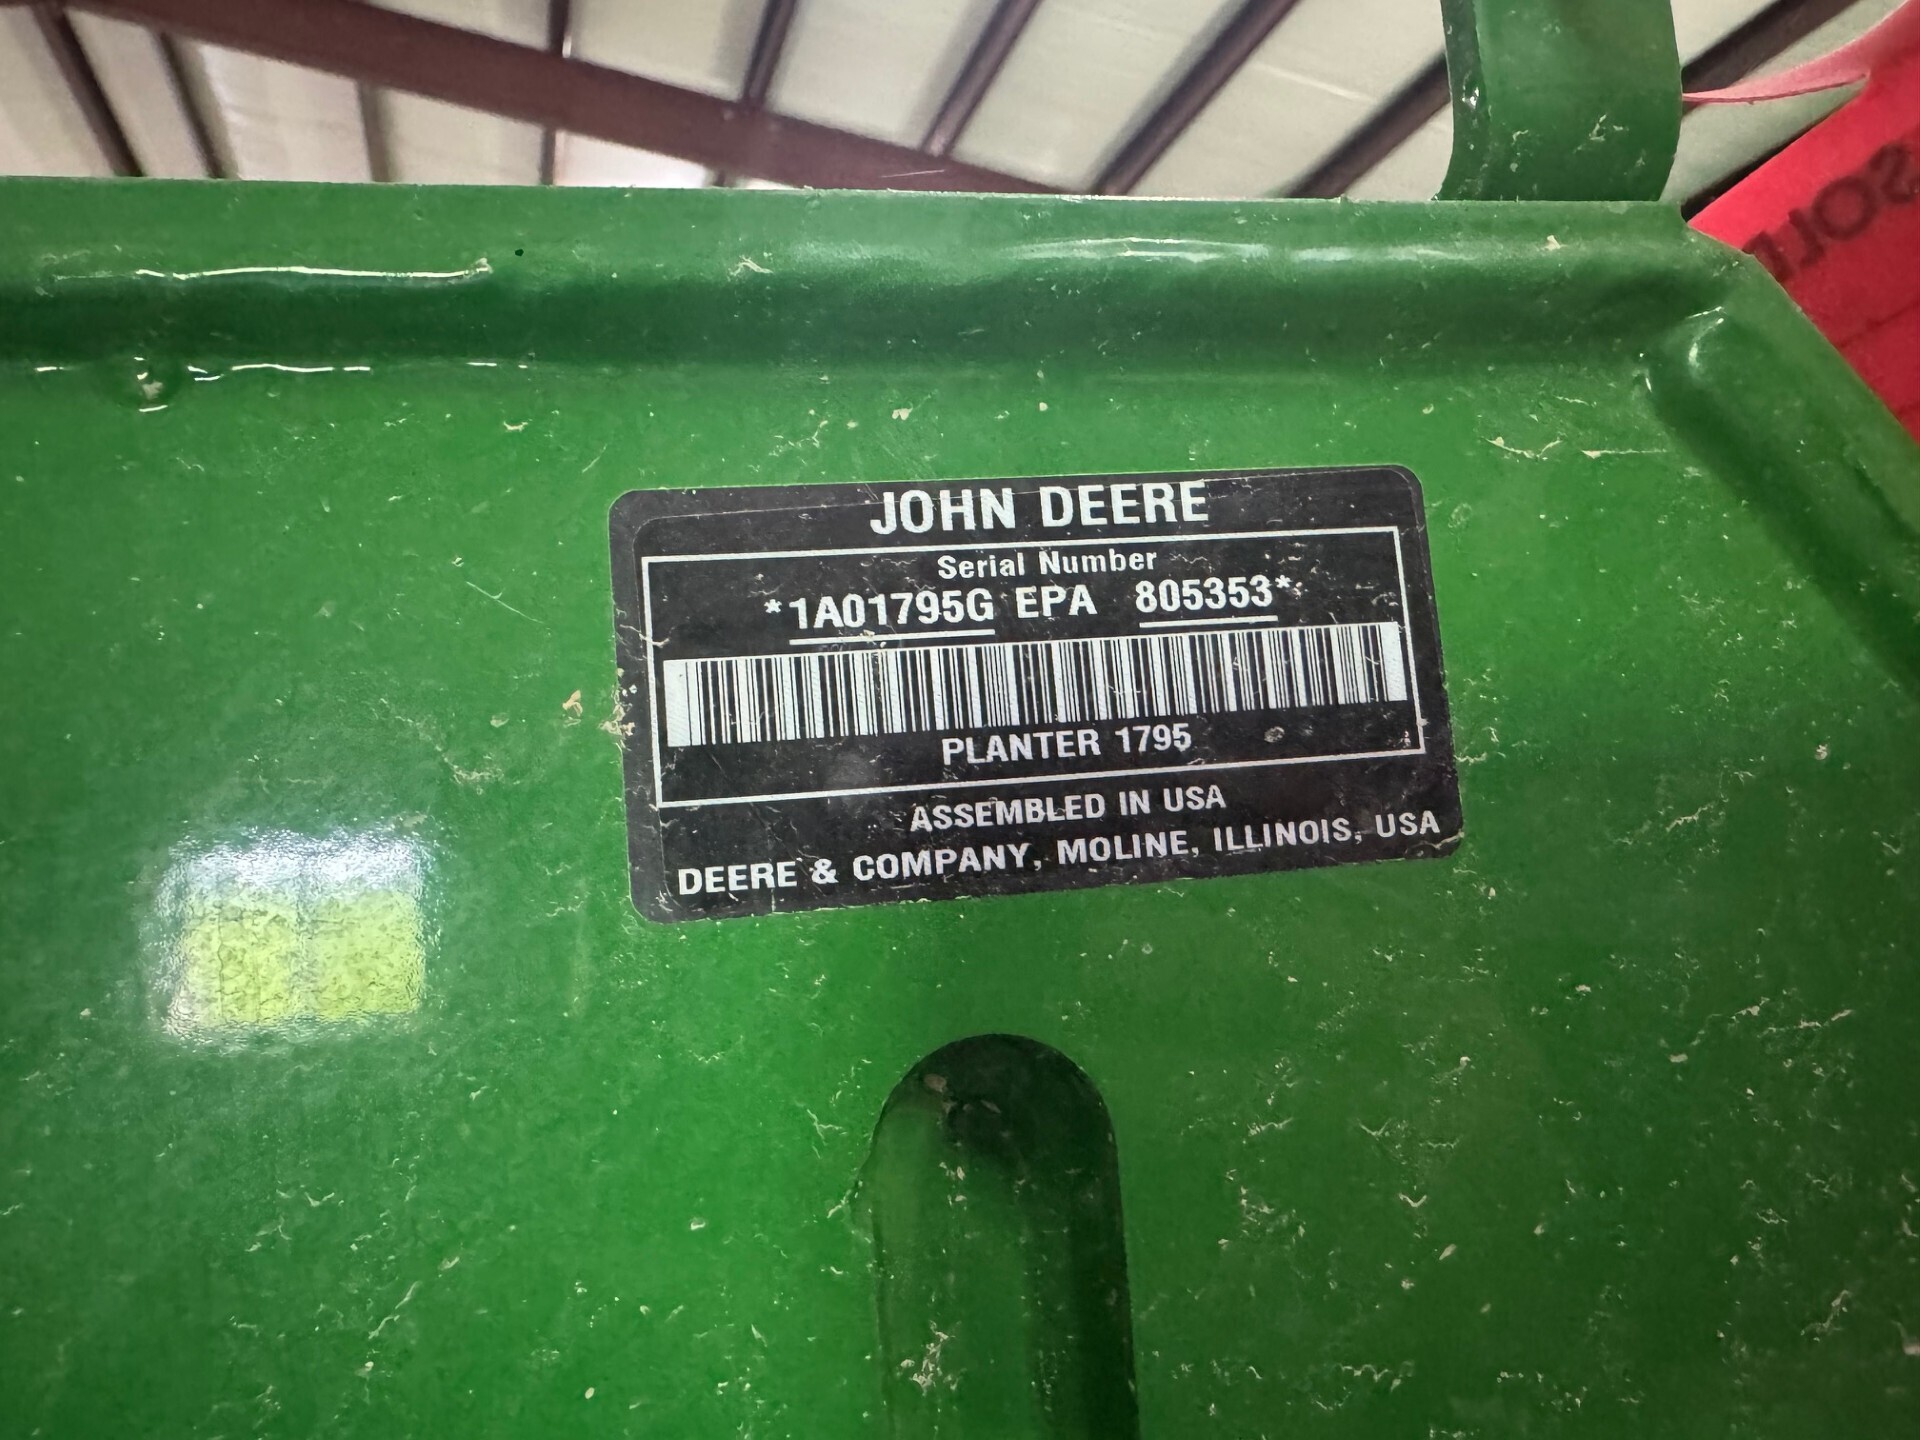 JOHN DEERE
Serial Number
*1A01795G EPA 805353*
PLANTER 1795
ASSEMBLED IN USA
DEERE & COMPANY, MOLINE, ILLINOIS, USA